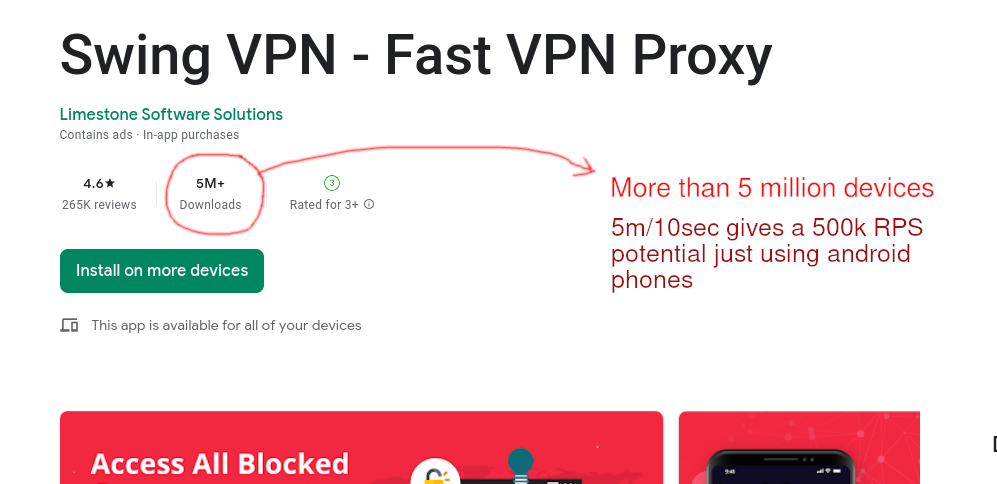 Swing VPN - Fast VPN Proxy
Limestone Software Solutions
Contains ads · In-app purchases
4.6★
5M+
3
265K reviews
Downloads
Rated for 3+
More than 5 million devices
5m/10sec gives a 500k RPS
potential just using android
phones
Install on more devices
This app is available for all of your devices
Access All Blocked
9:48